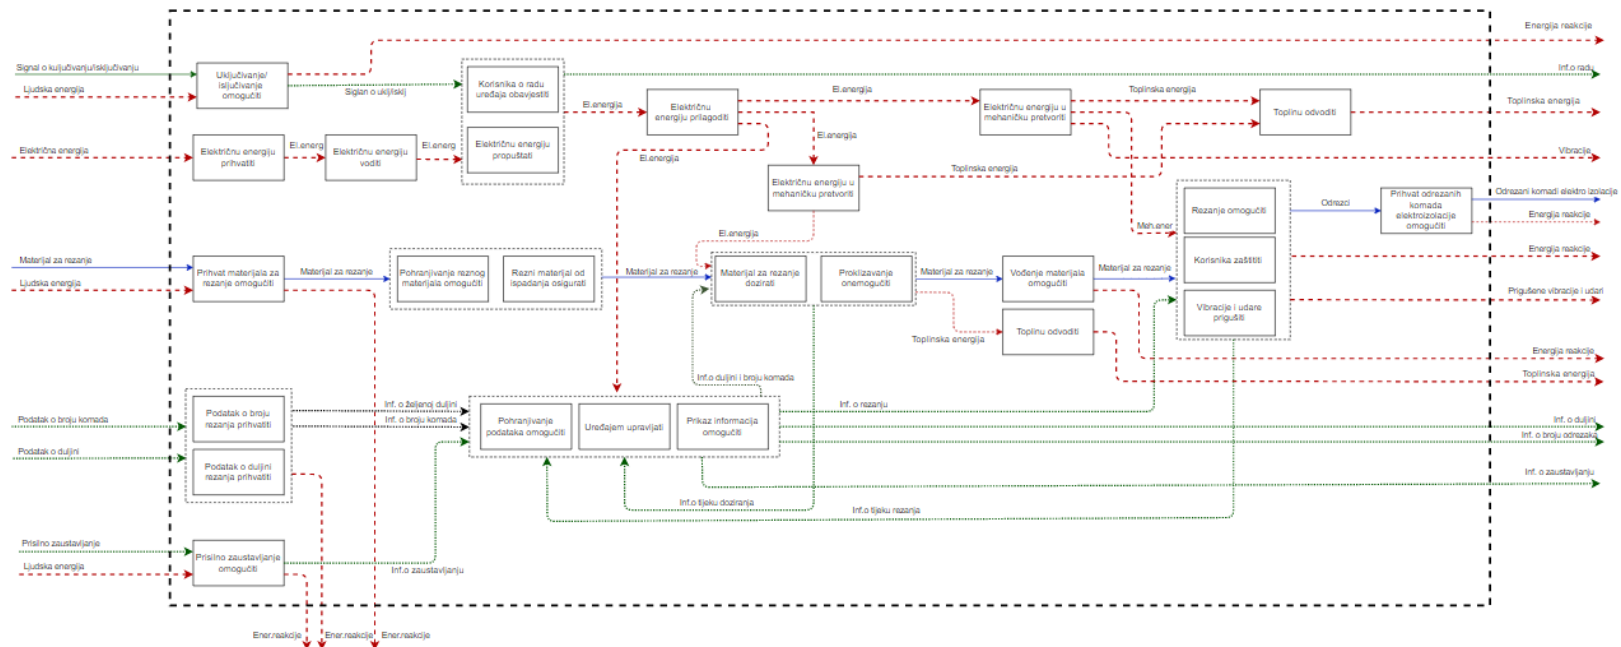 Energija reakcije
Signal o kuljučivanju/isključivanju
Ljudska energija
Uključivanje/
isljučivanje
omogućiti
Siglan o uklj/isklj
Korisnika o radu
uređaja obavjestiti
Inf.o radu
El.energija
Električnu
energiju prilagoditi
El.energija
Električnu energiju u
mehaničku pretvoriti
Toplinska energija
Toplinu odvoditi
Toplinska energija
Električna energija
Električnu energiju
prihvatiti
El.energ
Električnu energiju
voditi
El.energ
Električnu energiju
propuštati
El.energija
El.energija
Vibracije
Električnu energiju u
mehaničku pretvoriti
Toplinska energija
El.energija
Meh.ener
Rezanje omogućiti
Korisnika zaštititi
Vibracije i udare
prigušiti
Odrezci
Prihvat odrezanih
komada
elektroizolacije
omogućiti
Odrezani komadi elektro izolacije
Energija reakcije
Energija reakcije
Prigušene vibracije i udari
Materijal za rezanje
Ljudska energija
Prihvat materijala za
rezanje omogućiti
Materijal za rezanje
Pohranjivanje reznog
materijala omogućiti
Rezni materijal od
ispadanja osigurati
Materijal za rezanje
Materijal za rezanje
dozirati
Proklizavanje
onemogućiti
Materijal za rezanje
Vođenje materijala
omogućiti
Materijal za rezanje
Toplinska energija
Toplinu odvoditi
Energija reakcije
Toplinska energija
Inf.o duljini i broju komada
Podatak o broju komada
Podatak o duljini
Podatak o broju
rezanja prihvatiti
Podatak o duljini
rezanja prihvatiti
Inf. o željenoj duljini
Inf. o broju komada
Pohranjivanje
podataka omogućiti
Uređajem upravljati
Prikaz informacija
omogućiti
Inf. o rezanju
Inf. o duljini
Inf. o broju odrezaka
Inf. o zaustavljanju
Inf.o tijeku doziranja
Inf.o tijeku rezanja
Prisilno zaustavljanje
Ljudska energija
Prisilno zaustavljanje
omogućiti
Inf.o zaustavljanju
Ener.reakcije
Ener.reakcije
Ener.reakcije